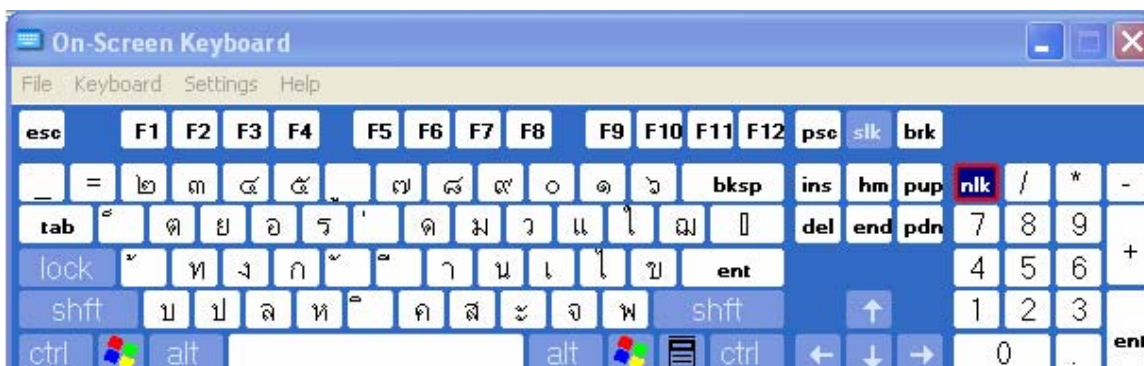 On-Screen Keyboard
File Keyboard Settings Help
esc F1 F2 F3 F4 F5 F6 F7 F8 F9 F10 F11 F12 psc slk brk
_ = ๒ ๓ ๔ ๕ ู ๗ ๘ ๙ ๐ ๑ ๖ bksp ins hm pup nlk / * -
tab ็ ต ย อ ร ่ ด ม ว แ ใ ฌ del end pdn 7 8 9 +
lock ้ ท ง ก ั ี า น เ ไ ข ent 4 5 6
shft บ ป ล ห ิ ค ส ะ จ พ shft ↑ 1 2 3 ent
ctrl alt alt ctrl ← ↓ → 0 .